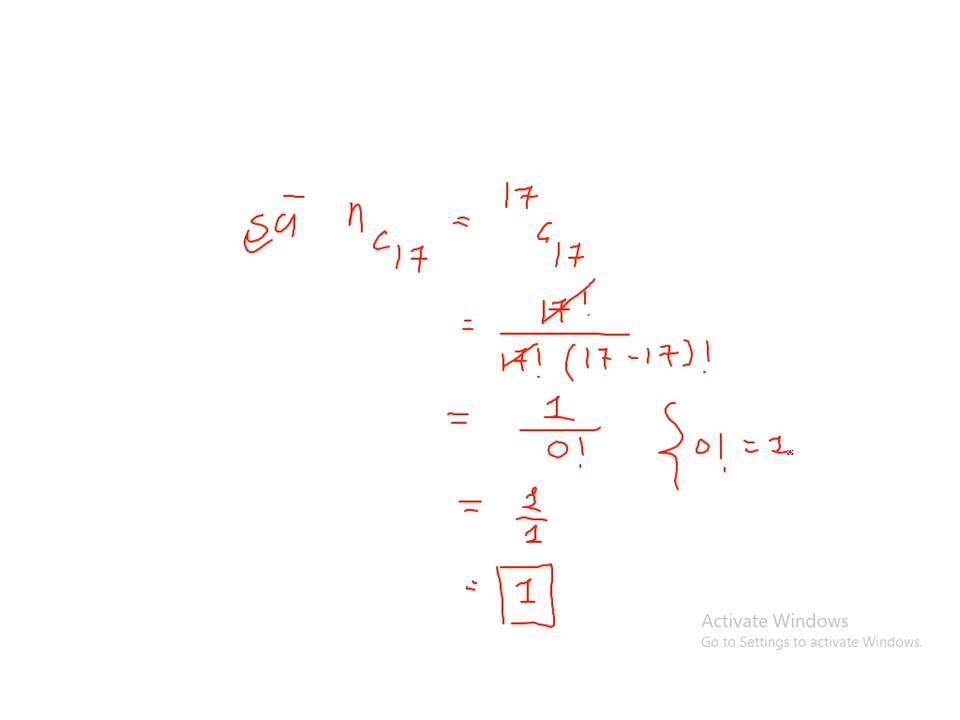 ⁿC₁₇ = ¹⁷C₁₇
= 17! / 17! (17 - 17)!
= 1 / 0! { 0! = 1
= 1 / 1
= 1
Activate Windows
Go to Settings to activate Windows.